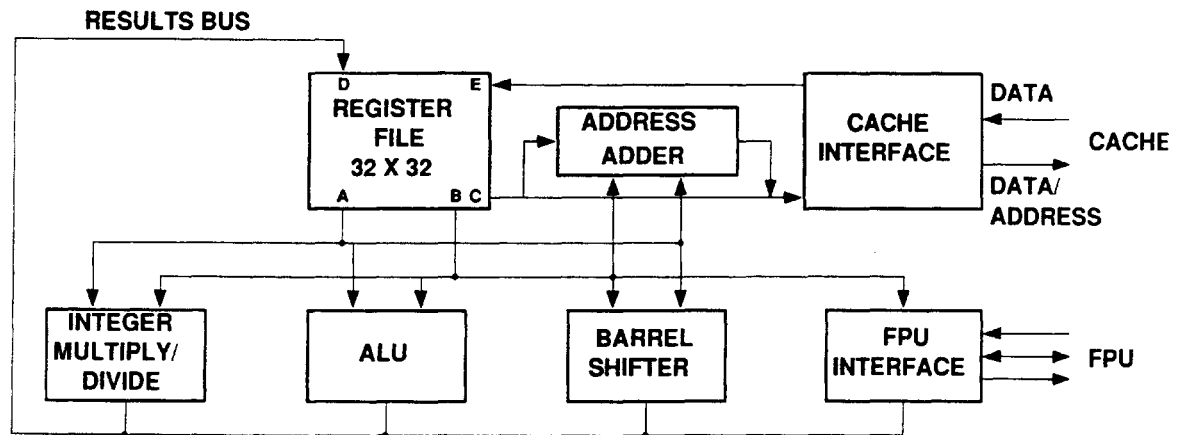 RESULTS BUS
D E
REGISTER
FILE
32 X 32
A B C
ADDRESS
ADDER
CACHE
INTERFACE
DATA
CACHE
DATA/
ADDRESS
INTEGER
MULTIPLY/
DIVIDE
ALU
BARREL
SHIFTER
FPU
INTERFACE
FPU